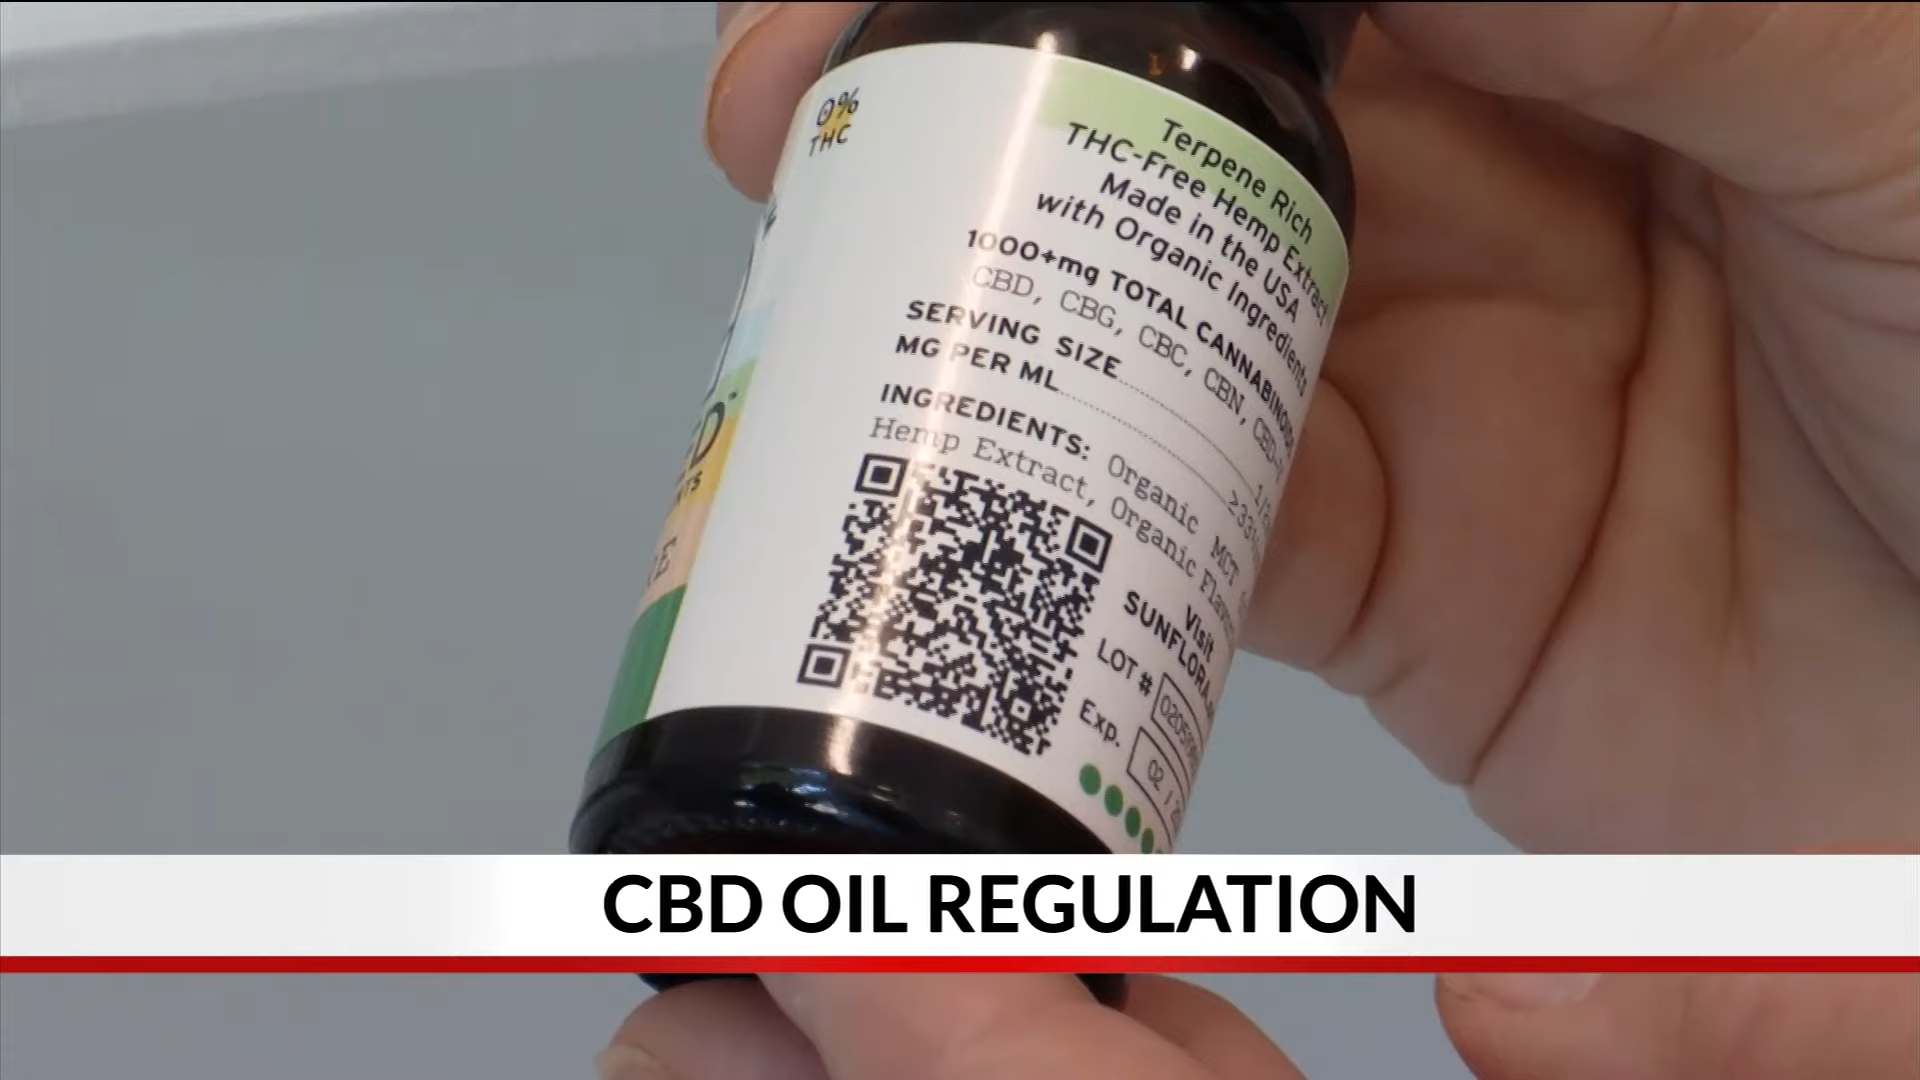 0%
THC
Terpene Rich
THC-Free Hemp Extract
Made in the USA
with Organic Ingredients
1000+mg TOTAL CANNABINOIDS
CBD, CBG, CBC, CBN,
SERVING SIZE
MG PER ML
INGREDIENTS: Organic MCT
Hemp Extract, Organic
Visit
LOT #
Exp. 02 /
CBD OIL REGULATION